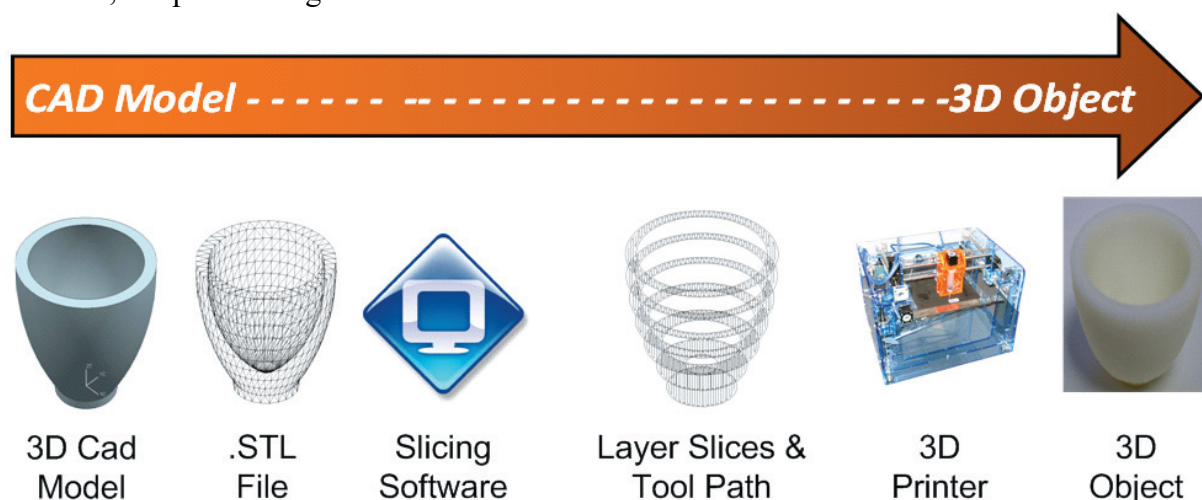 CAD Model - - - - - - -- - - - - - - - - - - - - - - - - - - - -3D Object
3D Cad Model
.STL File
Slicing Software
Layer Slices & Tool Path
3D Printer
3D Object